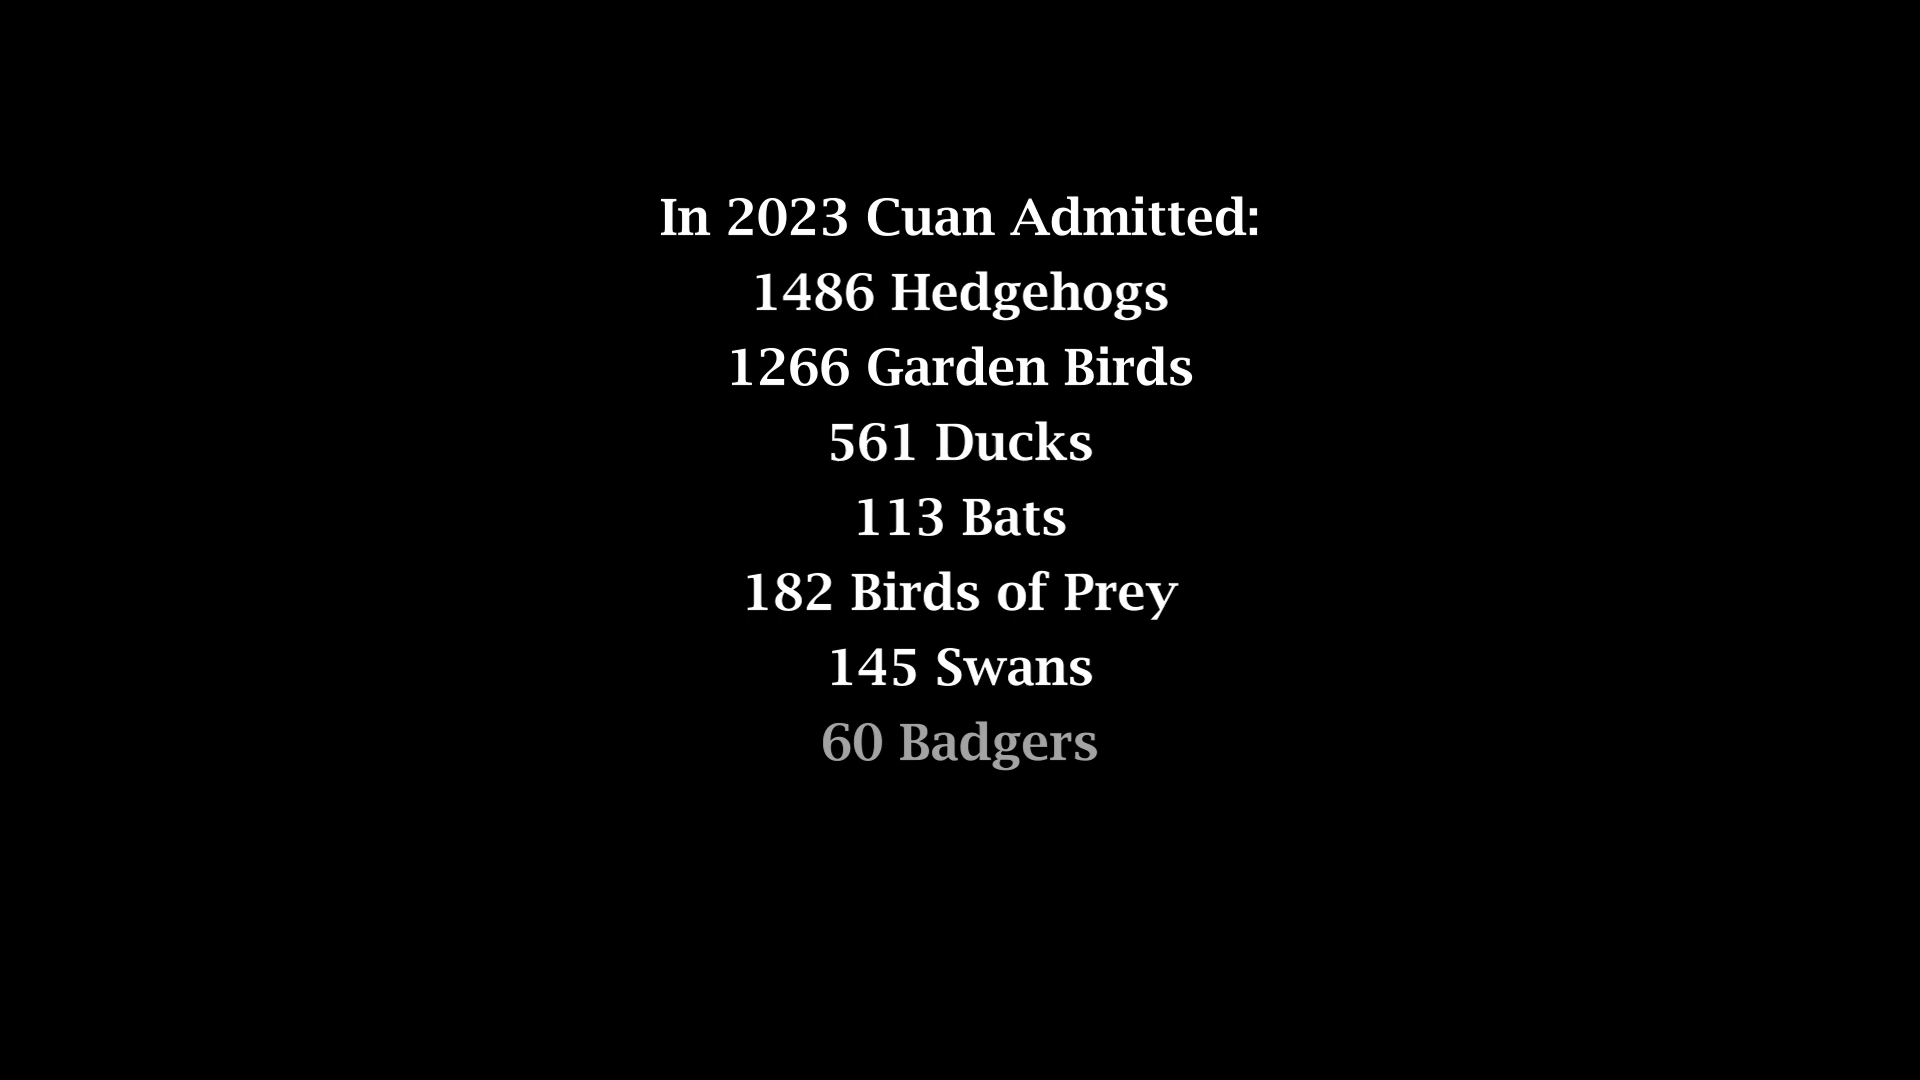 In 2023 Cuan Admitted:
1486 Hedgehogs
1266 Garden Birds
561 Ducks
113 Bats
182 Birds of Prey
145 Swans
60 Badgers